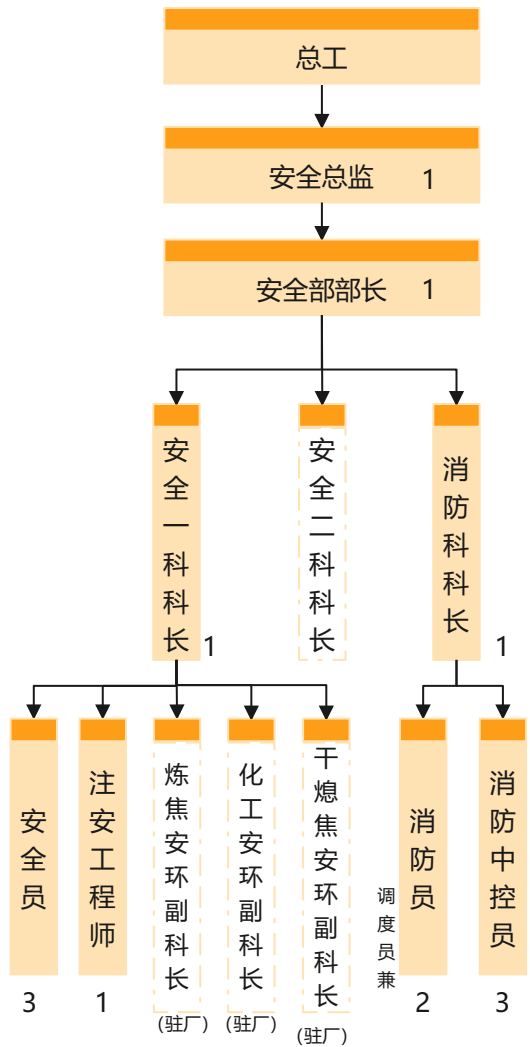 总工
安全总监 1
安全部部长 1
安全一科科长
1
安全二科科长
消防科科长
1
安全员
3
注安工程师
1
炼焦安环副科长
(驻厂)
化工安环副科长
(驻厂)
干熄焦安环副科长
(驻厂)
调度员兼
消防员
2
消防中控员
3